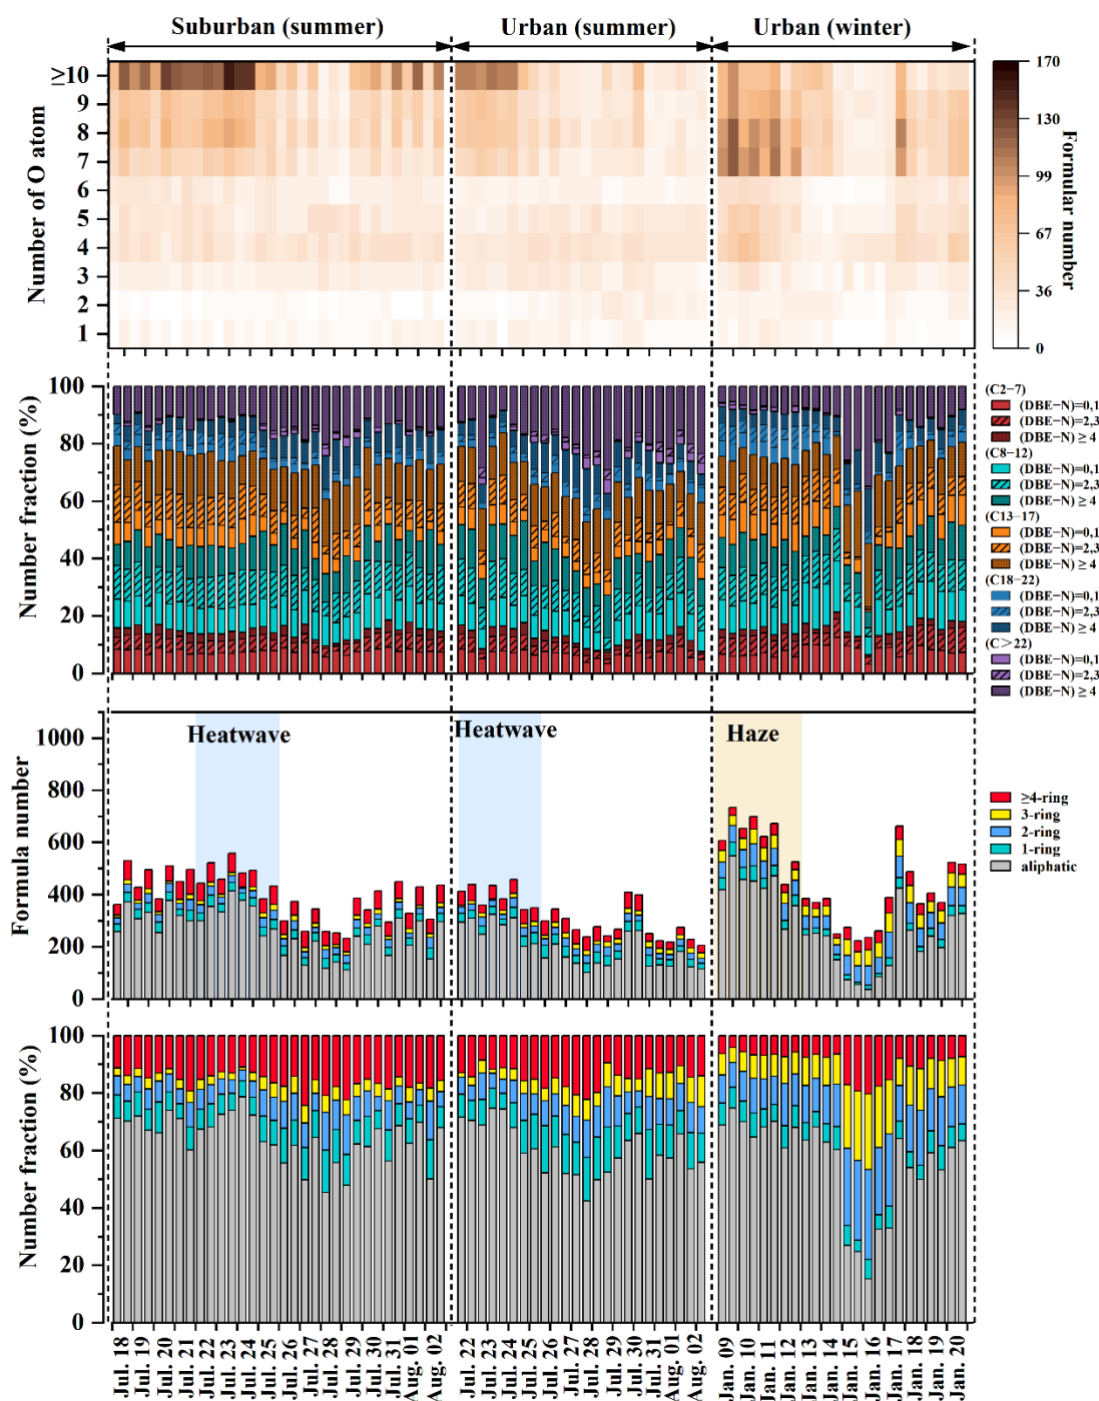 Suburban (summer) Urban (summer) Urban (winter)
Number of O atom
≥10
9
8
7
6
5
4
3
2
1
170
130
99
67
36
0
Formular number
Number fraction (%)
100
80
60
40
20
0
(C2−7)
(DBE−N)=0,1
(DBE−N)=2,3
(DBE−N) ≥ 4
(C8−12)
(DBE−N)=0,1
(DBE−N)=2,3
(DBE−N) ≥ 4
(C13−17)
(DBE−N)=0,1
(DBE−N)=2,3
(DBE−N) ≥ 4
(C18−22)
(DBE−N)=0,1
(DBE−N)=2,3
(DBE−N) ≥ 4
(C＞22)
(DBE−N)=0,1
(DBE−N)=2,3
(DBE−N) ≥ 4
Formula number
1000
800
600
400
200
0
Heatwave Heatwave Haze
≥4-ring
3-ring
2-ring
1-ring
aliphatic
Number fraction (%)
100
80
60
40
20
0
Jul. 18
Jul. 19
Jul. 20
Jul. 21
Jul. 22
Jul. 23
Jul. 24
Jul. 25
Jul. 26
Jul. 27
Jul. 28
Jul. 29
Jul. 30
Jul. 31
Aug. 01
Aug. 02
Jul. 22
Jul. 23
Jul. 24
Jul. 25
Jul. 26
Jul. 27
Jul. 28
Jul. 29
Jul. 30
Jul. 31
Aug. 01
Aug. 02
Jan. 09
Jan. 10
Jan. 11
Jan. 12
Jan. 13
Jan. 14
Jan. 15
Jan. 16
Jan. 17
Jan. 18
Jan. 19
Jan. 20